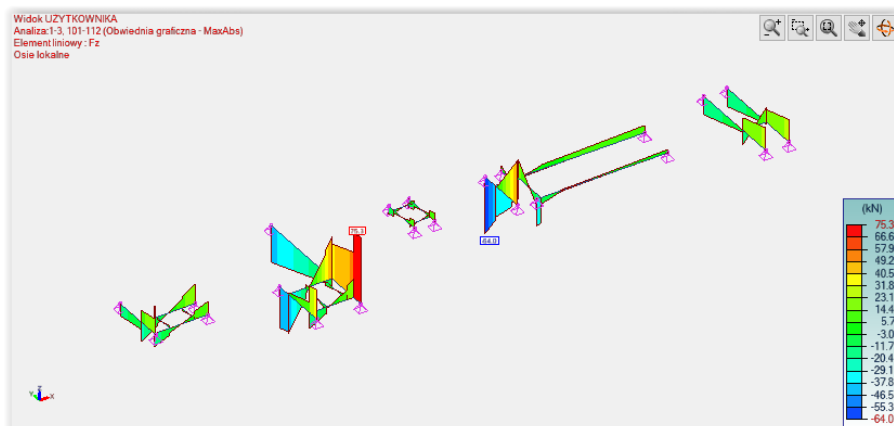 Widok UŻYTKOWNIKA
Analiza:1-3, 101-112 (Obwiednia graficzna - MaxAbs)
Element liniowy : Fz
Osie lokalne
75.3
-64.0
(kN)
75.3
66.6
57.9
49.2
40.5
31.8
23.1
14.4
5.7
-3.0
-11.7
-20.4
-29.1
-37.8
-46.5
-55.3
-64.0
Z
Y
X